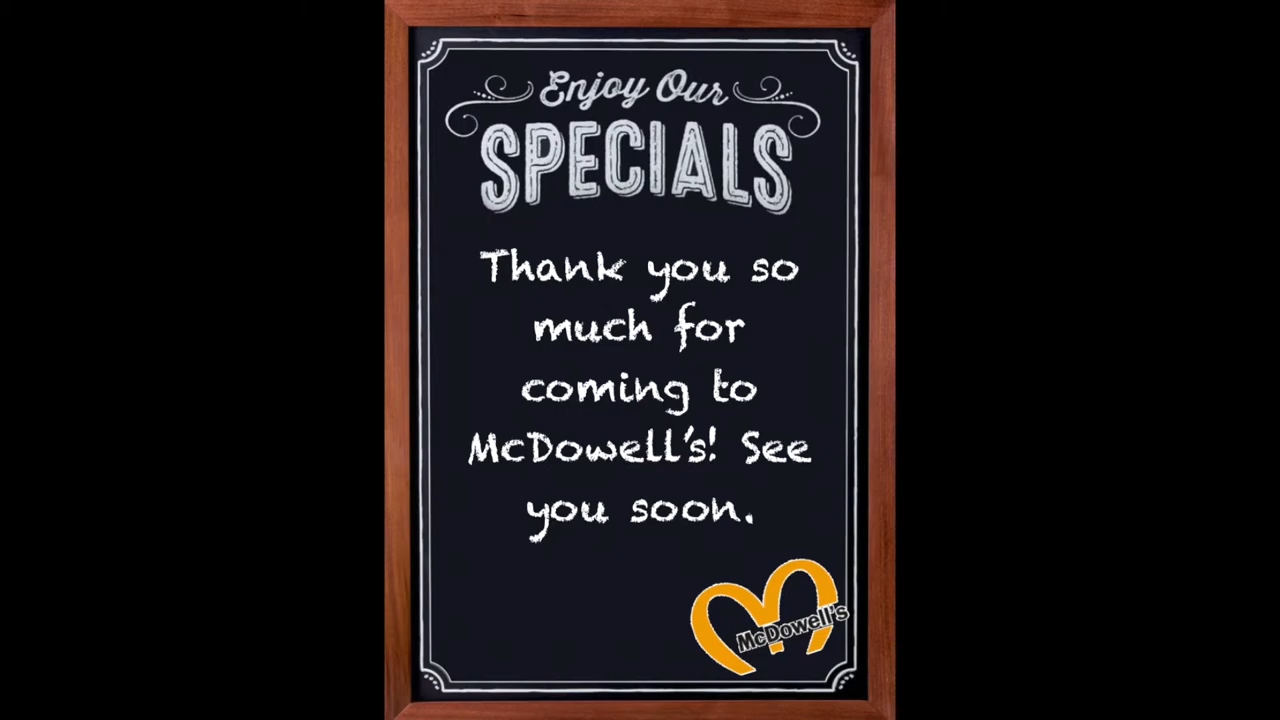 Enjoy Our
SPECIALS
Thank you so
much for
coming to
McDowell's! See
you soon.
McDowell's